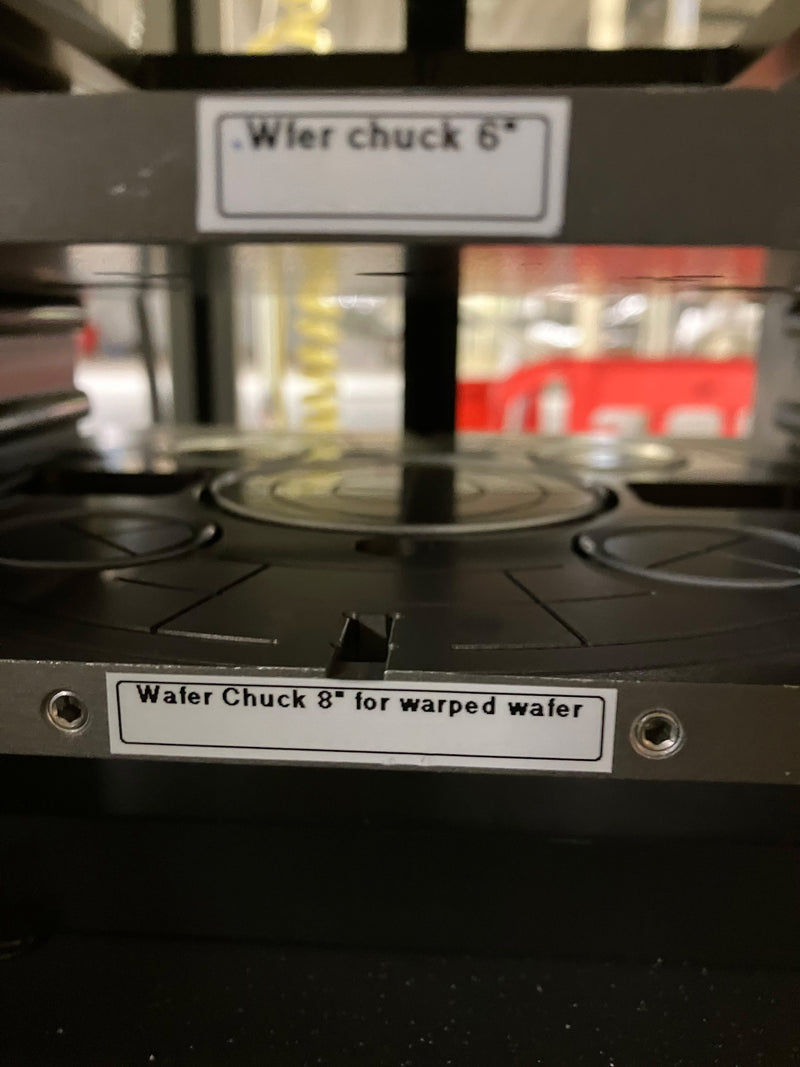 .Wler chuck 6"
Wafer Chuck 8" for warped wafer